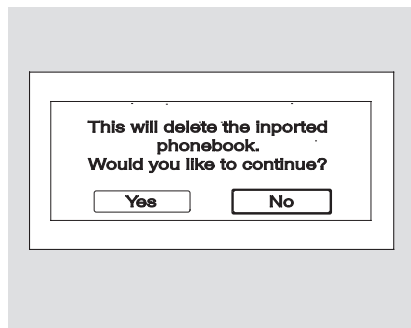 This will delete the inported
phonebook.
Would you like to continue?
Yes No